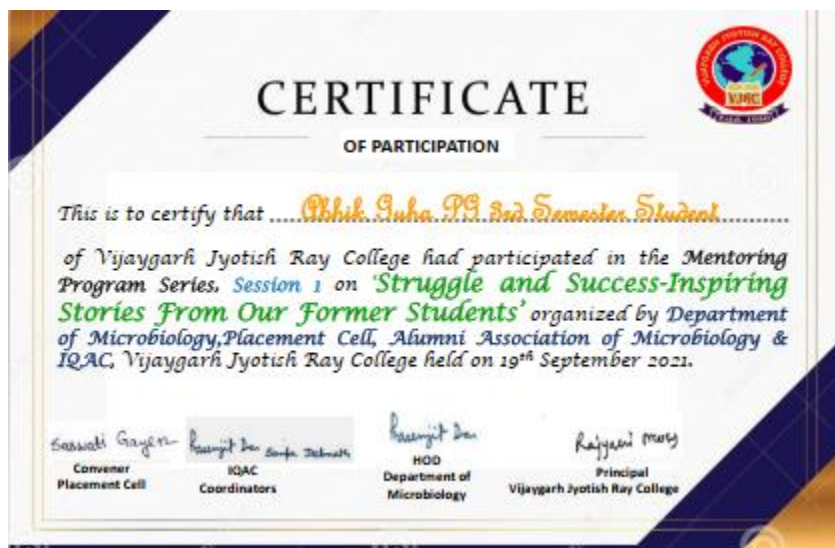 VIJAYGARH JYOTISH RAY COLLEGE
VJRC
CERTIFICATE
OF PARTICIPATION
This is to certify that ....Abhik Guha PG 3rd Semester Student............
of Vijaygarh Jyotish Ray College had participated in the Mentoring
Program Series, Session 1 on 'Struggle and Success-Inspiring
Stories From Our Former Students' organized by Department
of Microbiology,Placement Cell, Alumni Association of Microbiology &
IQAC, Vijaygarh Jyotish Ray College held on 19th September 2021.
Saswati Gayen
Convener
Placement Cell
IQAC
Coordinators
HOD
Department of
Microbiology
Principal
Vijaygarh Jyotish Ray College